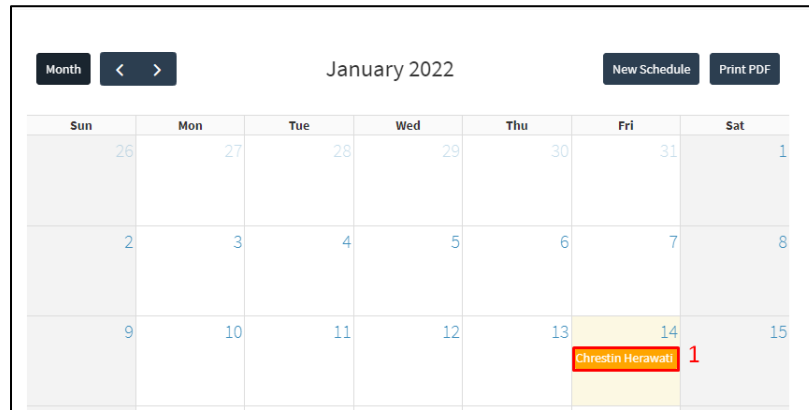 Month < > January 2022 New Schedule Print PDF
Sun Mon Tue Wed Thu Fri Sat
26 27 28 29 30 31 1
2 3 4 5 6 7 8
9 10 11 12 13 14 15
Chrestin Herawati 1